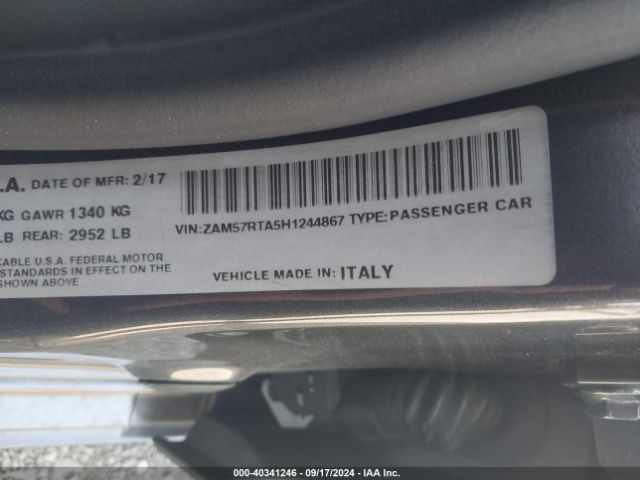 .A. DATE OF MFR: 2/17
KG GAWR 1340 KG
LB REAR: 2952 LB
CABLE U.S.A. FEDERAL MOTOR
STANDARDS IN EFFECT ON THE
SHOWN ABOVE
VIN:ZAM57RTA5H1244867 TYPE:PASSENGER CAR
VEHICLE MADE IN: ITALY
000-40341246 - 09/17/2024 - IAA Inc.